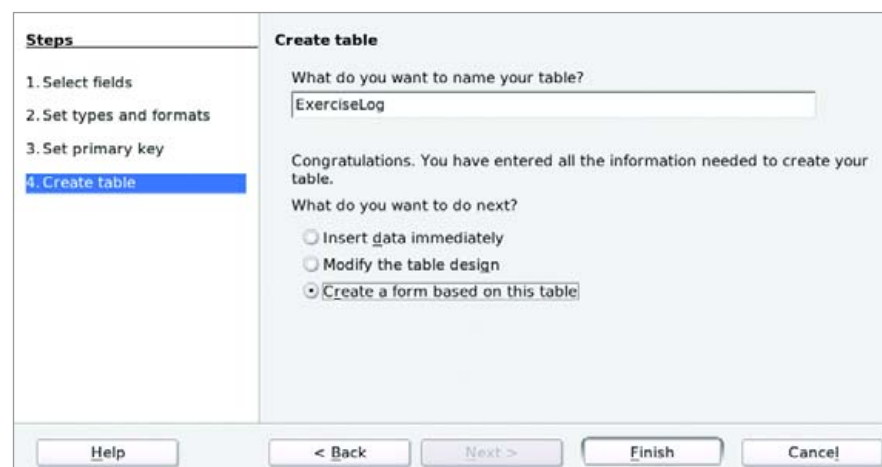 Steps
1. Select fields
2. Set types and formats
3. Set primary key
4. Create table
Create table
What do you want to name your table?
ExerciseLog
Congratulations. You have entered all the information needed to create your
table.
What do you want to do next?
Insert data immediately
Modify the table design
Create a form based on this table
Help
< Back
Next >
Finish
Cancel